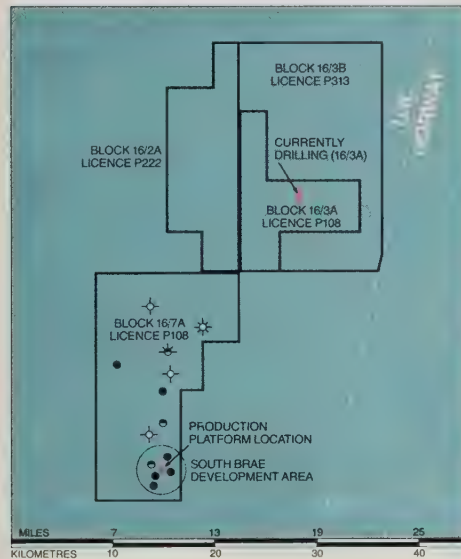 BLOCK 16/3B
LICENCE P313
U.K.
NORWAY
BLOCK 16/2A
LICENCE P222
CURRENTLY
DRILLING (16/3A)
BLOCK 16/3A
LICENCE P108
BLOCK 16/7A
LICENCE P108
PRODUCTION
PLATFORM LOCATION
SOUTH BRAE
DEVELOPMENT AREA
MILES 7 13 19 25
KILOMETRES 10 20 30 40